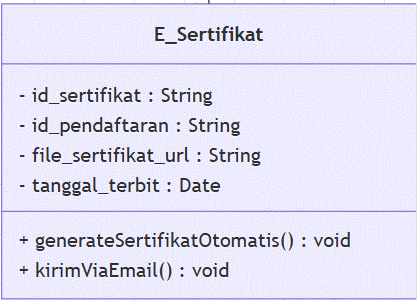 E_Sertifikat
- id_sertifikat : String
- id_pendaftaran : String
- file_sertifikat_url : String
- tanggal_terbit : Date
+ generateSertifikatOtomatis() : void
+ kirimViaEmail() : void